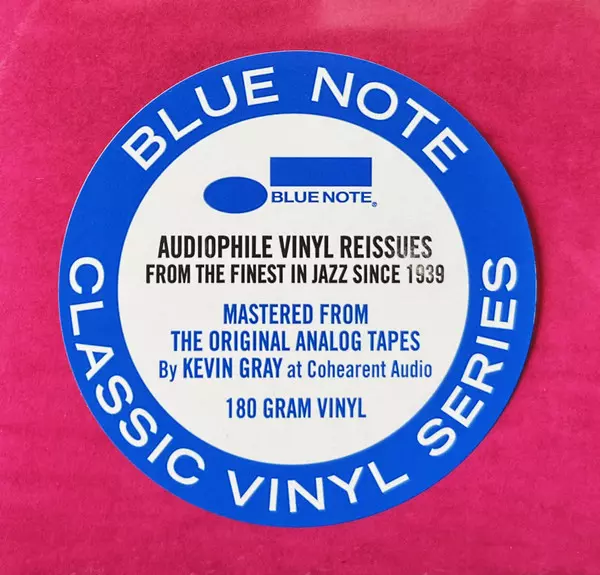 BLUE NOTE
BLUE NOTE®
AUDIOPHILE VINYL REISSUES
FROM THE FINEST IN JAZZ SINCE 1939
MASTERED FROM
THE ORIGINAL ANALOG TAPES
By KEVIN GRAY at Cohearent Audio
180 GRAM VINYL
CLASSIC VINYL SERIES